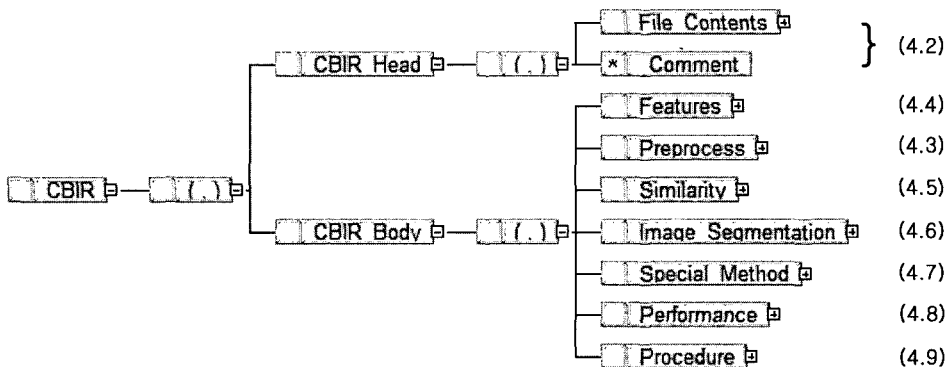 File Contents
CBIR Head (,) * Comment } (4.2)
Features (4.4)
Preprocess (4.3)
CBIR (,) Similarity (4.5)
CBIR Body (,) Image Segmentation (4.6)
Special Method (4.7)
Performance (4.8)
Procedure (4.9)